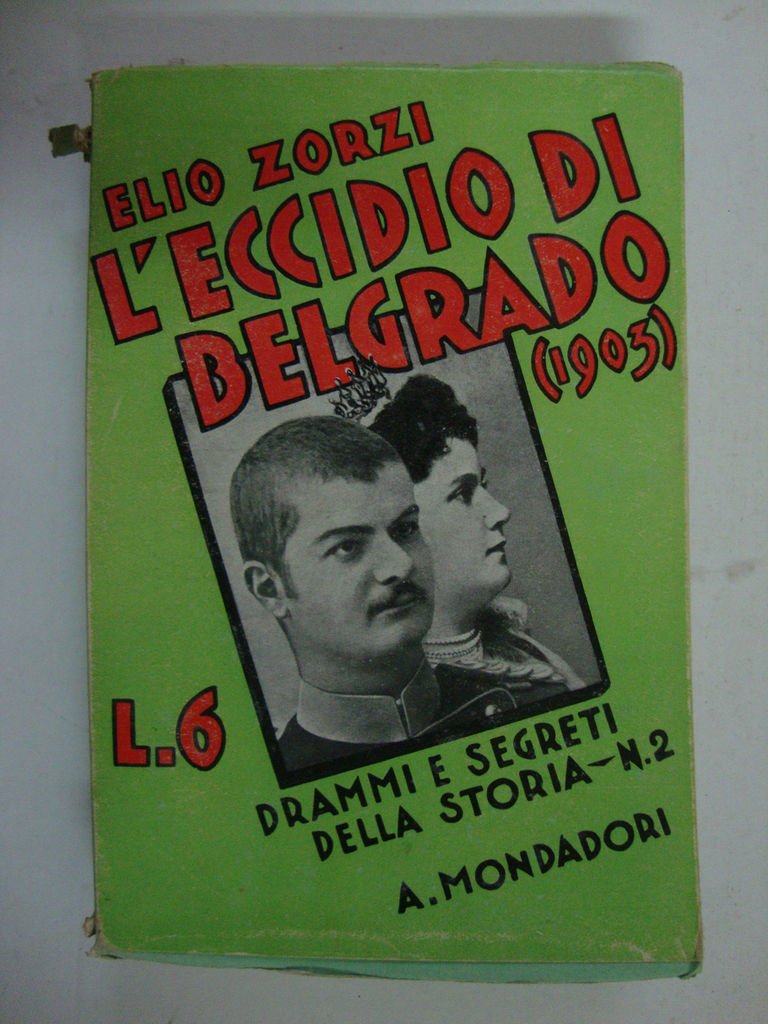 ELIO ZORZI
L'ECCIDIO DI
BELGRADO
(1903)
L.6
DRAMMI E SEGRETI
DELLA STORIA-N.2
A. MONDADORI